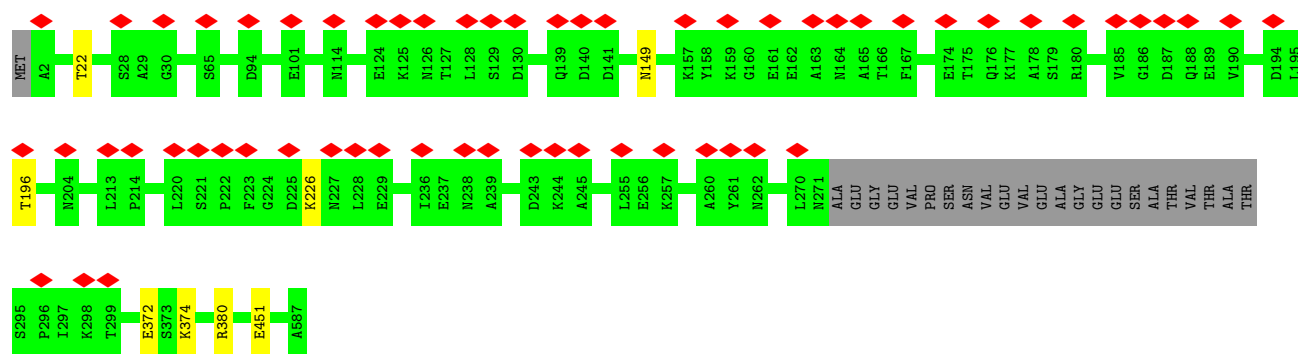 MET A2 T22 S28 A29 G30 S65 D94 E101 N114 E124 K125 N126 T127 L128 S129 D130 Q139 D140 D141 N149 K157 Y158 K159 G160 E161 E162 A163 N164 A165 T166 F167 E174 T175 Q176 K177 A178 S179 R180 V185 G186 D187 Q188 E189 V190 D194 L195
T196 N204 L213 P214 L220 S221 P222 F223 G224 D225 K226 N227 L228 E229 I236 E237 N238 A239 D243 K244 A245 L255 E256 K257 A260 Y261 N262 L270 N271 ALA GLU GLY GLU VAL PRO SER ASN VAL GLU VAL GLU ALA GLY GLU GLU SER ALA THR VAL THR ALA THR
S295 P296 I297 K298 T299 E372 S373 K374 R380 E451 A587